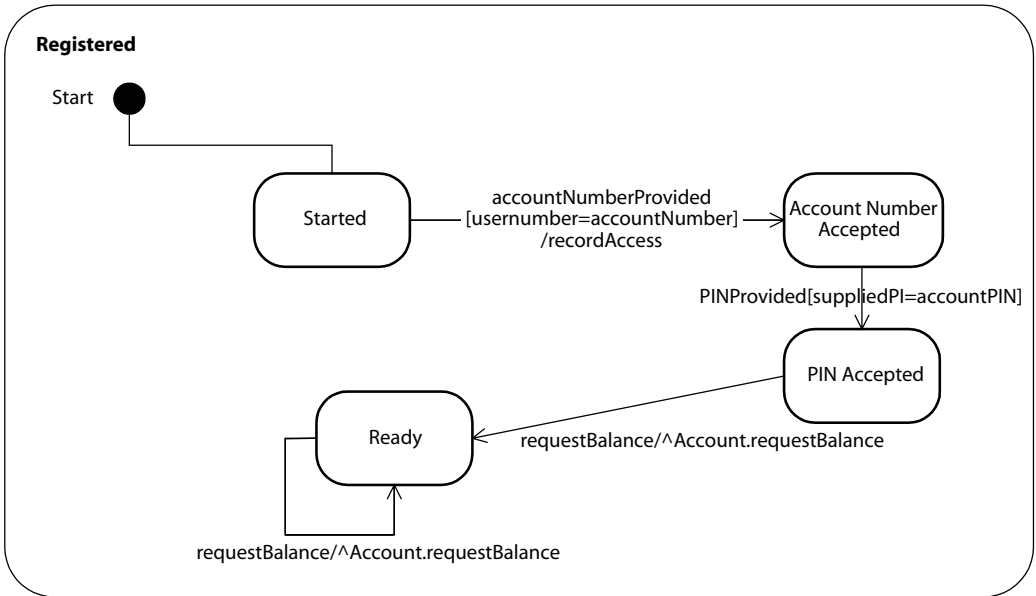 Registered
Start
Started
accountNumberProvided
[usernumber=accountNumber]
/recordAccess
Account Number
Accepted
PINProvided[suppliedPI=accountPIN]
PIN Accepted
Ready
requestBalance/^Account.requestBalance
requestBalance/^Account.requestBalance